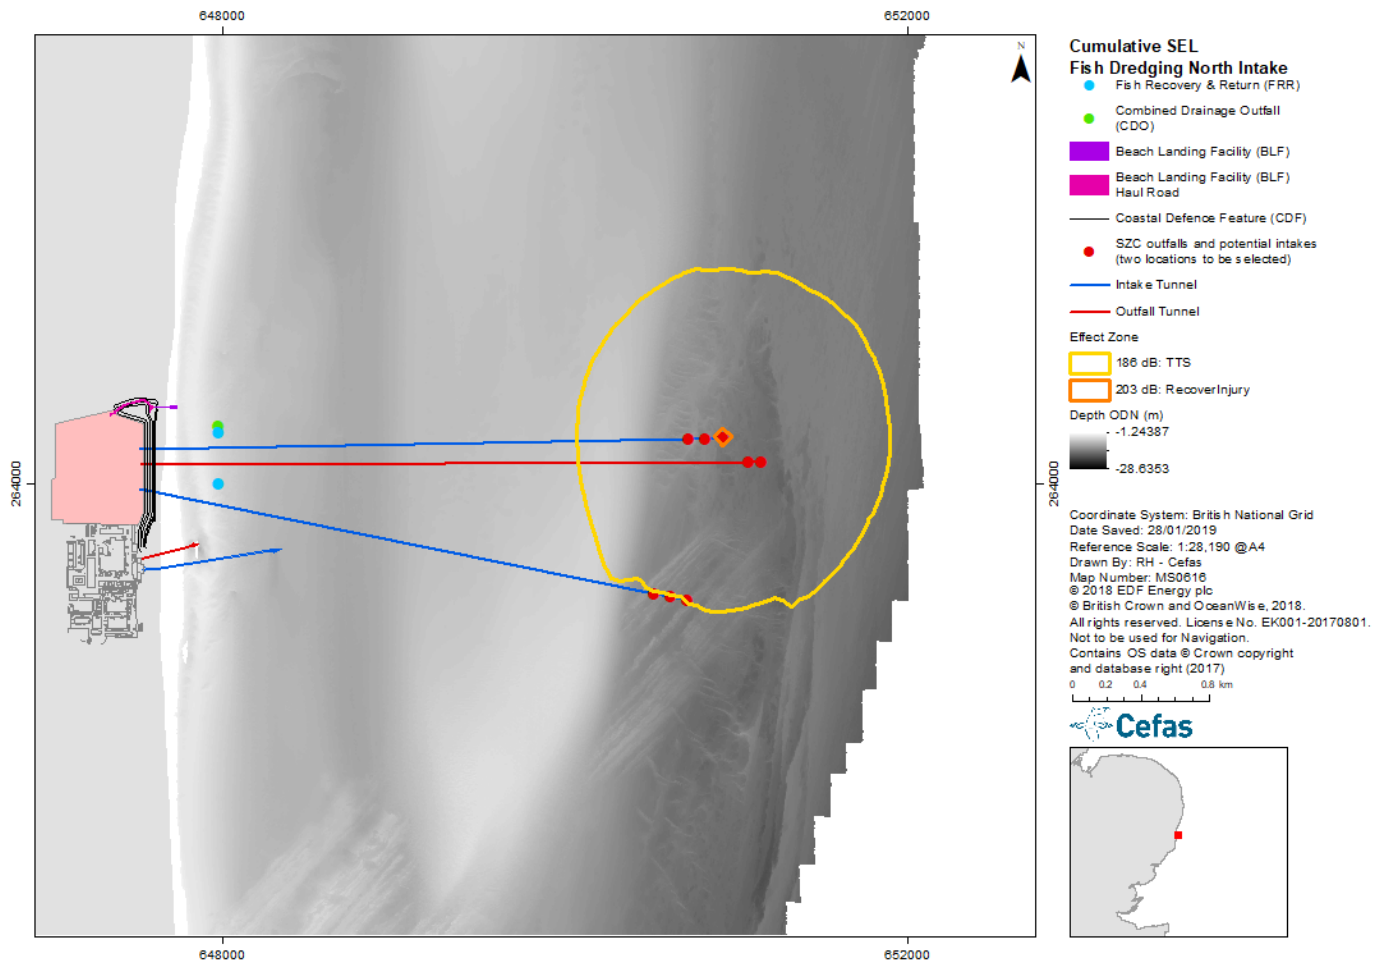 648000
652000
N
264000
264000
648000
652000
Cumulative SEL
Fish Dredging North Intake
Fish Recovery & Return (FRR)
Combined Drainage Outfall
(CDO)
Beach Landing Facility (BLF)
Beach Landing Facility (BLF)
Haul Road
Coastal Defence Feature (CDF)
SZC outfalls and potential intakes
(two locations to be selected)
Intake Tunnel
Outfall Tunnel
Effect Zone
186 dB: TTS
203 dB: RecoverInjury
Depth ODN (m)
-1.24387
-28.6353
Coordinate System: British National Grid
Date Saved: 28/01/2019
Reference Scale: 1:28,190 @A4
Drawn By: RH - Cefas
Map Number: MS0616
© 2018 EDF Energy plc
© British Crown and OceanWise, 2018.
All rights reserved. License No. EK001-20170801.
Not to be used for Navigation.
Contains OS data © Crown copyright
and database right (2017)
0 0.2 0.4 0.8 km
Cefas